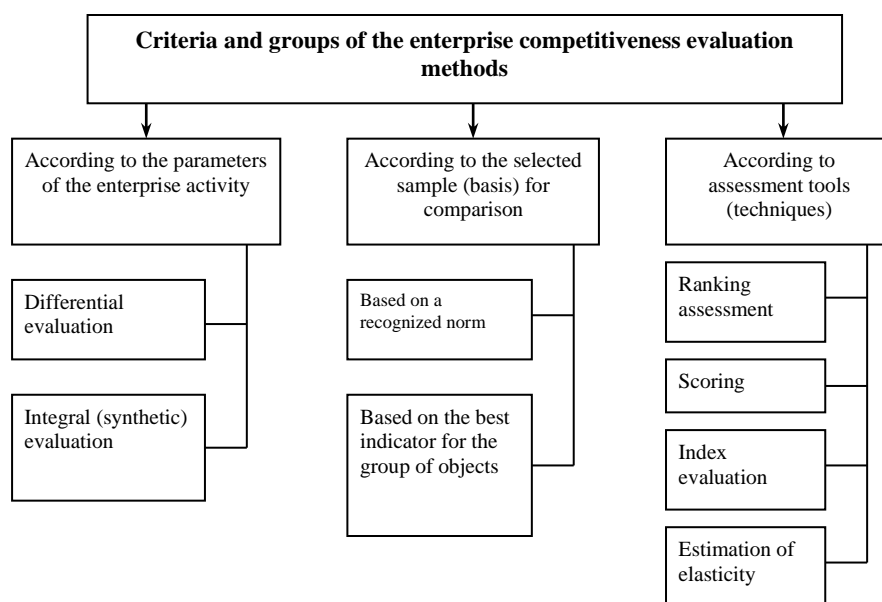 Criteria and groups of the enterprise competitiveness evaluation
methods
According to the parameters
of the enterprise activity
Differential
evaluation
Integral (synthetic)
evaluation
According to the selected
sample (basis) for
comparison
Based on a
recognized norm
Based on the best
indicator for the
group of objects
According to
assessment tools
(techniques)
Ranking
assessment
Scoring
Index
evaluation
Estimation of
elasticity